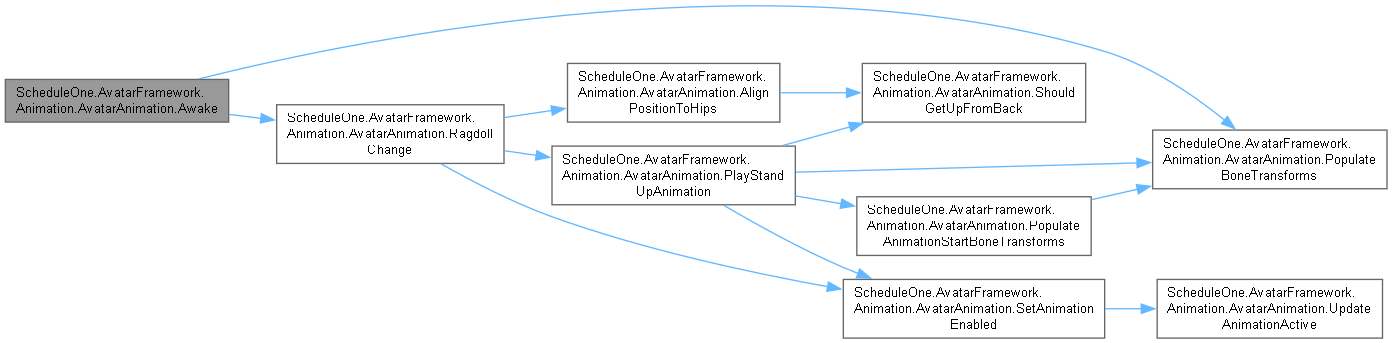 ScheduleOne.AvatarFramework.
Animation.AvatarAnimation.Awake
ScheduleOne.AvatarFramework.
Animation.AvatarAnimation.Ragdoll
Change
ScheduleOne.AvatarFramework.
Animation.AvatarAnimation.Align
PositionToHips
ScheduleOne.AvatarFramework.
Animation.AvatarAnimation.PlayStand
UpAnimation
ScheduleOne.AvatarFramework.
Animation.AvatarAnimation.Should
GetUpFromBack
ScheduleOne.AvatarFramework.
Animation.AvatarAnimation.Populate
AnimationStartBoneTransforms
ScheduleOne.AvatarFramework.
Animation.AvatarAnimation.SetAnimation
Enabled
ScheduleOne.AvatarFramework.
Animation.AvatarAnimation.Populate
BoneTransforms
ScheduleOne.AvatarFramework.
Animation.AvatarAnimation.Update
AnimationActive